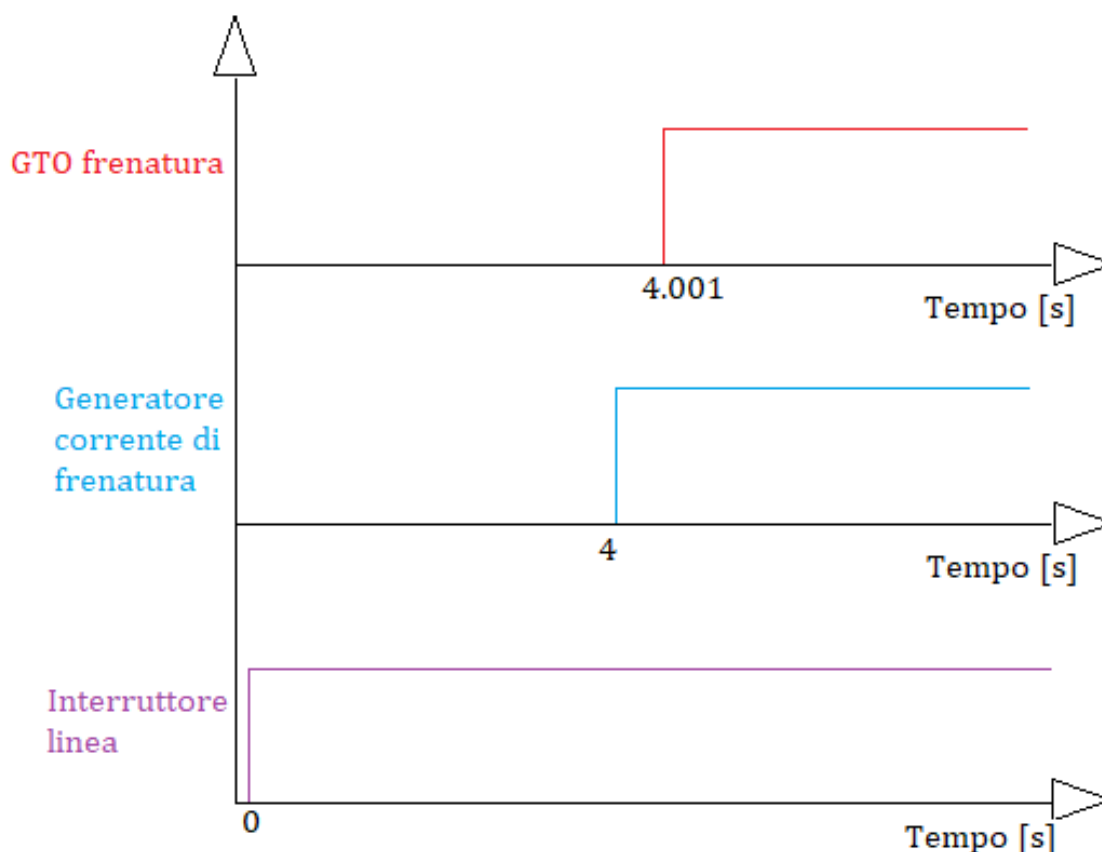 GTO frenatura
4.001
Tempo [s]
Generatore
corrente di
frenatura
4
Tempo [s]
Interruttore
linea
0
Tempo [s]